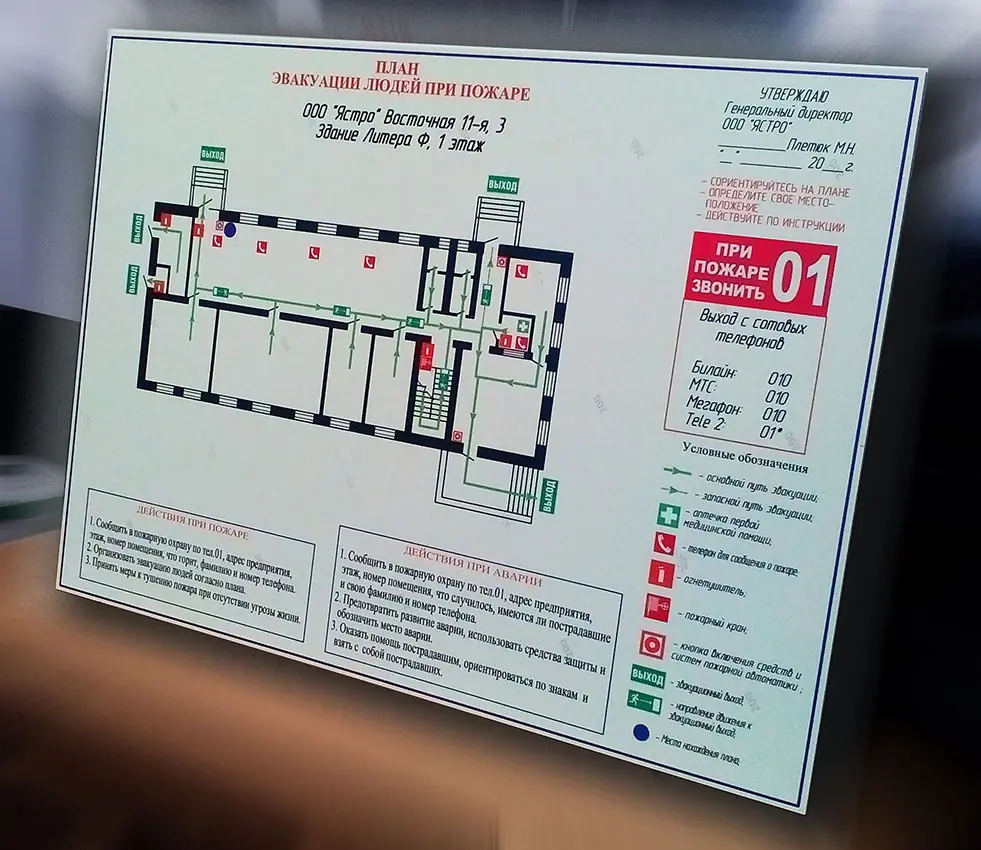 ПЛАН
ЭВАКУАЦИИ ЛЮДЕЙ ПРИ ПОЖАРЕ
ООО "Ястро" Восточная 11-я, 3
Здание Литера Ф, 1 этаж
УТВЕРЖДАЮ
Генеральный директор
ООО "ЯСТРО"
Плетюк М.Н.
20 г.
- СОРИЕНТИРУЙТЕСЬ НА ПЛАНЕ
- ОПРЕДЕЛИТЕ СВОЕ МЕСТО-
ПОЛОЖЕНИЕ
- ДЕЙСТВУЙТЕ ПО ИНСТРУКЦИИ
ПРИ
ПОЖАРЕ
ЗВОНИТЬ
01
Выход с сотовых
телефонов
Билайн: 010
МТС: 010
Мегафон: 010
Tele 2: 01*
ВЫХОД
ВЫХОД
ВЫХОД
ВЫХОД
ВЫХОД
Условные обозначения
- основной путь эвакуации;
- запасной путь эвакуации;
- аптечка первой
медицинской помощи;
- телефон для сообщения о пожаре.
- огнетушитель;
- пожарный кран;
- кнопка включения средств и
систем пожарной автоматики;
ВЫХОД - эвакуационный выход;
- направление движения к
эвакуационный выход;
- Места нахождения плана.
ДЕЙСТВИЯ ПРИ ПОЖАРЕ
1. Сообщить в пожарную охрану по тел.01, адрес предприятия,
этаж, номер помещения, что горит, фамилию и номер телефона.
2. Организовать эвакуацию людей согласно плана.
3. Принять меры к тушению пожара при отсутствии угрозы жизни.
ДЕЙСТВИЯ ПРИ АВАРИИ
1. Сообщить в пожарную охрану по тел.01, адрес предприятия,
этаж, номер помещения, что случилось, имеются ли пострадавшие
и свою фамилию и номер телефона.
2. Предотвратить развитие аварии, использовать средства защиты и
обозначить место аварии.
3. Оказать помощь пострадавшим, ориентироваться по знакам и
взять с собой пострадавших.